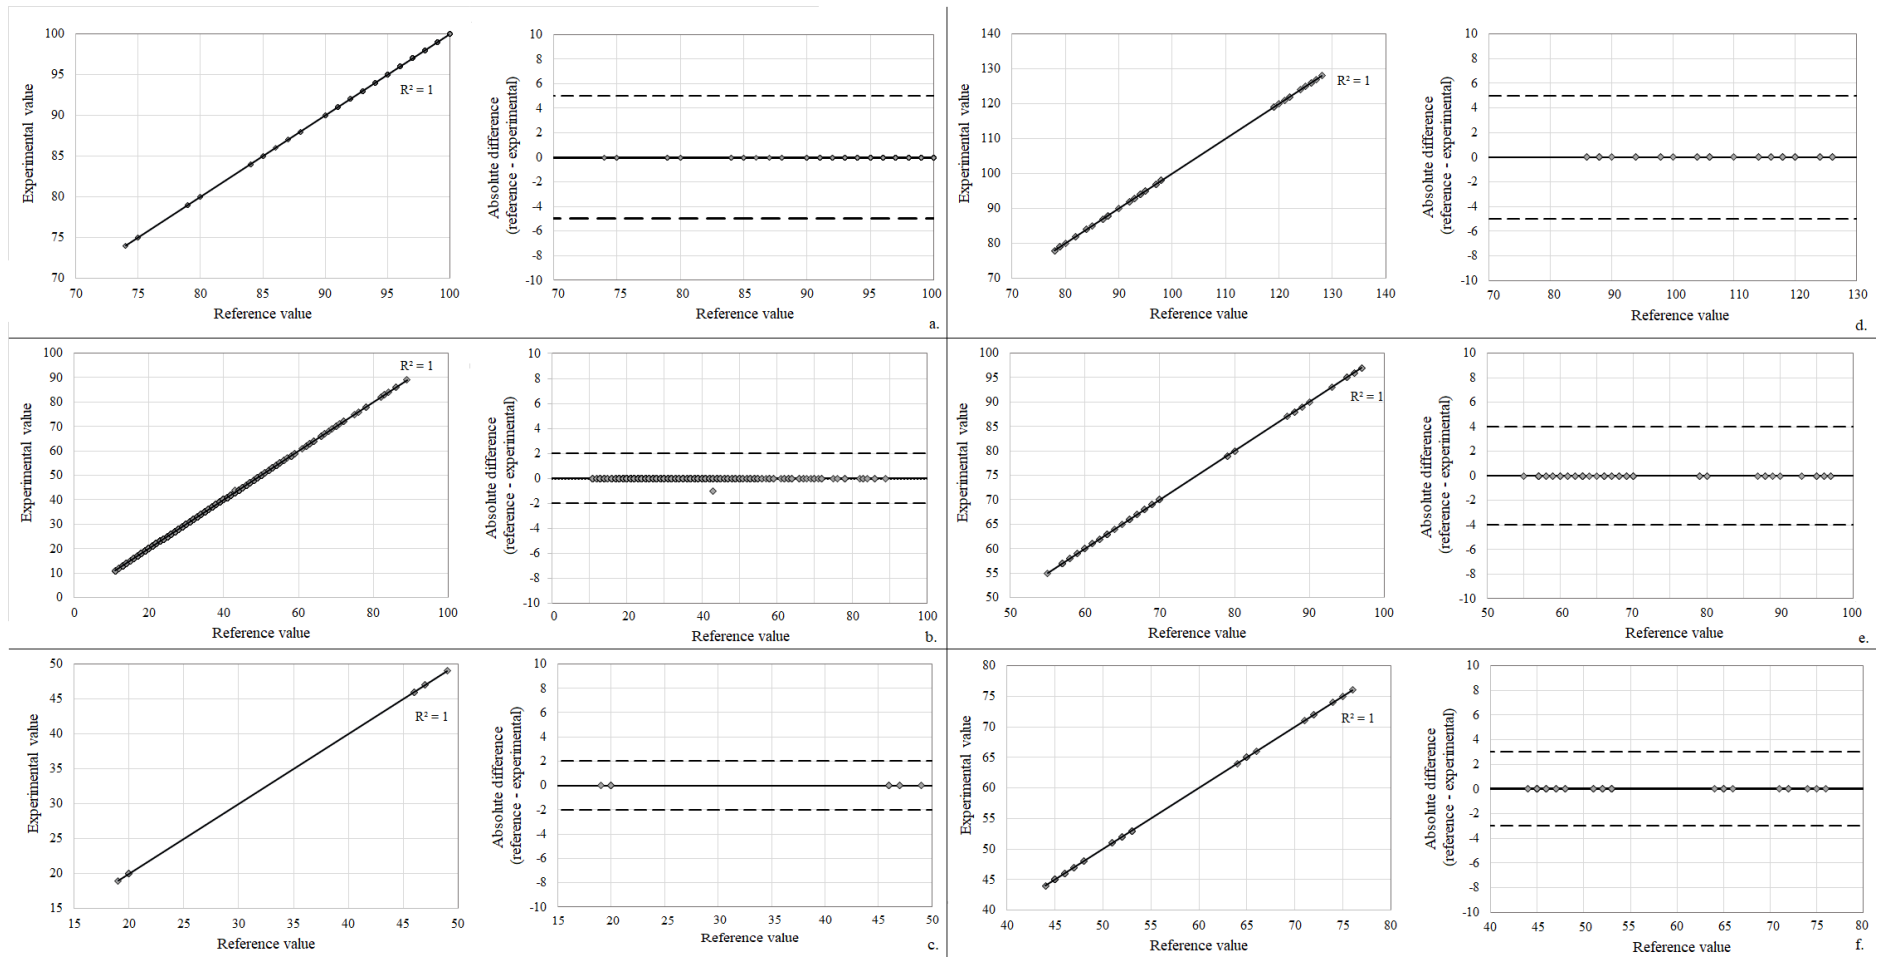 100
95
90
85
80
75
70
Experimental value
R² = 1
70 75 80 85 90 95 100
Reference value
10
8
6
4
2
0
-2
-4
-6
-8
-10
Absolute difference
(reference - experimental)
70 75 80 85 90 95 100
Reference value
a.
140
130
120
110
100
90
80
70
Experimental value
R² = 1
70 80 90 100 110 120 130 140
Reference value
10
8
6
4
2
0
-2
-4
-6
-8
-10
Absolute difference
(reference - experimental)
70 80 90 100 110 120 130
Reference value
d.
100
90
80
70
60
50
40
30
20
10
0
Experimental value
R² = 1
0 20 40 60 80 100
Reference value
10
8
6
4
2
0
-2
-4
-6
-8
-10
Absolute difference
(reference - experimental)
0 20 40 60 80 100
Reference value
b.
100
95
90
85
80
75
70
65
60
55
50
Experimental value
R² = 1
50 60 70 80 90 100
Reference value
10
8
6
4
2
0
-2
-4
-6
-8
-10
Absolute difference
(reference - experimental)
50 60 70 80 90 100
Reference value
e.
50
45
40
35
30
25
20
15
Experimental value
R² = 1
15 20 25 30 35 40 45 50
Reference value
10
8
6
4
2
0
-2
-4
-6
-8
-10
Absolute difference
(reference - experimental)
15 20 25 30 35 40 45 50
Reference value
c.
80
75
70
65
60
55
50
45
40
Experimental value
R² = 1
40 45 50 55 60 65 70 75 80
Reference value
10
8
6
4
2
0
-2
-4
-6
-8
-10
Absolute difference
(reference - experimental)
40 45 50 55 60 65 70 75 80
Reference value
f.